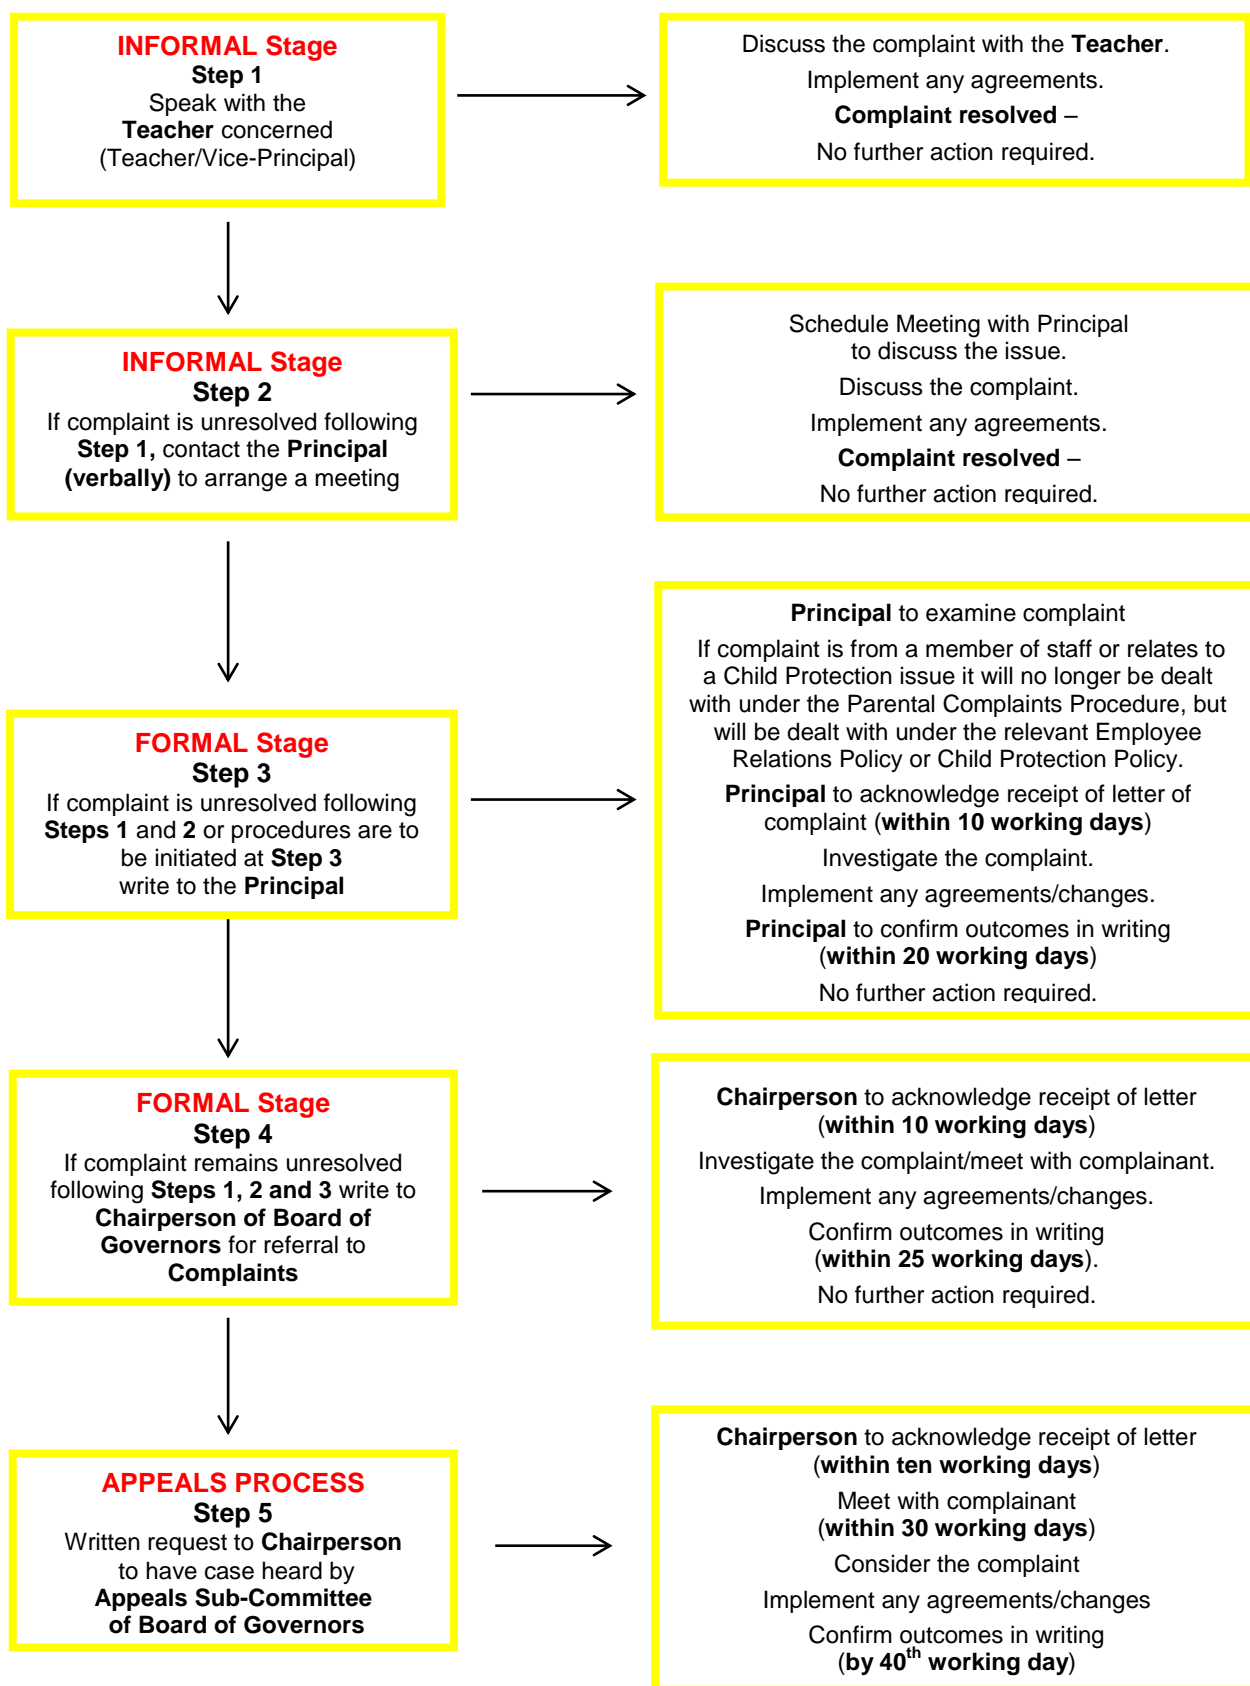 INFORMAL Stage
Step 1
Speak with the
Teacher concerned
(Teacher/Vice-Principal)
Discuss the complaint with the Teacher.
Implement any agreements.
Complaint resolved –
No further action required.
INFORMAL Stage
Step 2
If complaint is unresolved following
Step 1, contact the Principal
(verbally) to arrange a meeting
Schedule Meeting with Principal
to discuss the issue.
Discuss the complaint.
Implement any agreements.
Complaint resolved –
No further action required.
FORMAL Stage
Step 3
If complaint is unresolved following
Steps 1 and 2 or procedures are to
be initiated at Step 3
write to the Principal
Principal to examine complaint
If complaint is from a member of staff or relates to
a Child Protection issue it will no longer be dealt
with under the Parental Complaints Procedure, but
will be dealt with under the relevant Employee
Relations Policy or Child Protection Policy.
Principal to acknowledge receipt of letter of
complaint (within 10 working days)
Investigate the complaint.
Implement any agreements/changes.
Principal to confirm outcomes in writing
(within 20 working days)
No further action required.
FORMAL Stage
Step 4
If complaint remains unresolved
following Steps 1, 2 and 3 write to
Chairperson of Board of
Governors for referral to
Complaints
Chairperson to acknowledge receipt of letter
(within 10 working days)
Investigate the complaint/meet with complainant.
Implement any agreements/changes.
Confirm outcomes in writing
(within 25 working days).
No further action required.
APPEALS PROCESS
Step 5
Written request to Chairperson
to have case heard by
Appeals Sub-Committee
of Board of Governors
Chairperson to acknowledge receipt of letter
(within ten working days)
Meet with complainant
(within 30 working days)
Consider the complaint
Implement any agreements/changes
Confirm outcomes in writing
(by 40th working day)